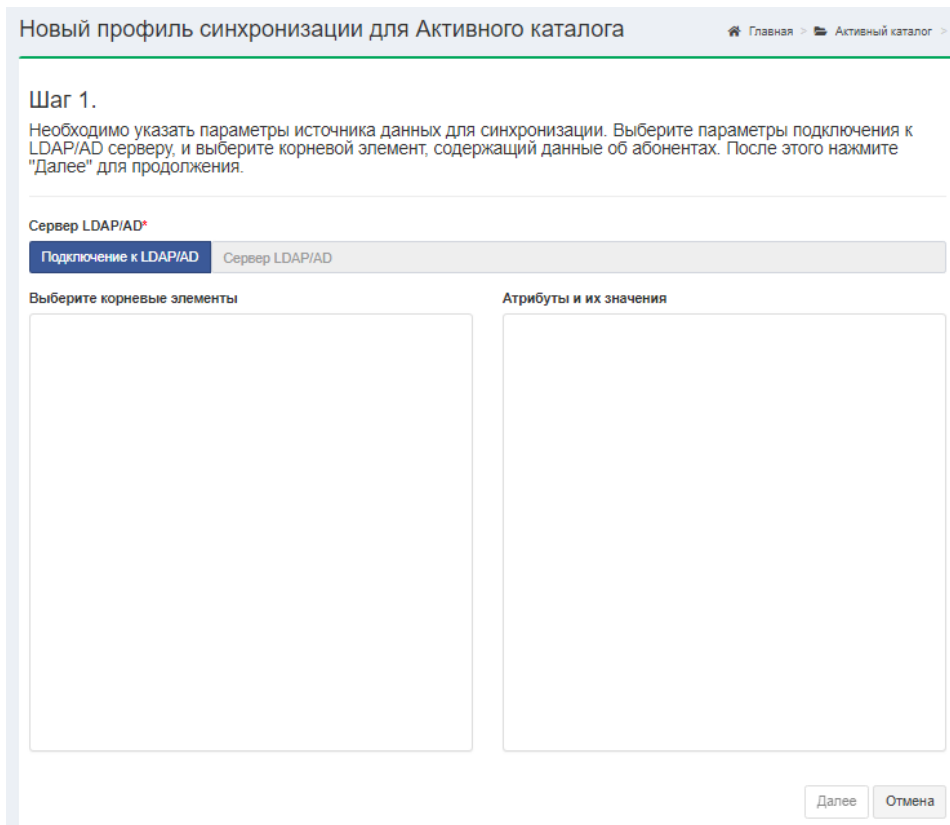 Новый профиль синхронизации для Активного каталога
Главная > Активный каталог >
Шаг 1.
Необходимо указать параметры источника данных для синхронизации. Выберите параметры подключения к
LDAP/AD серверу, и выберите корневой элемент, содержащий данные об абонентах. После этого нажмите
"Далее" для продолжения.
Сервер LDAP/AD*
Подключение к LDAP/AD Сервер LDAP/AD
Выберите корневые элементы Атрибуты и их значения
Далее Отмена